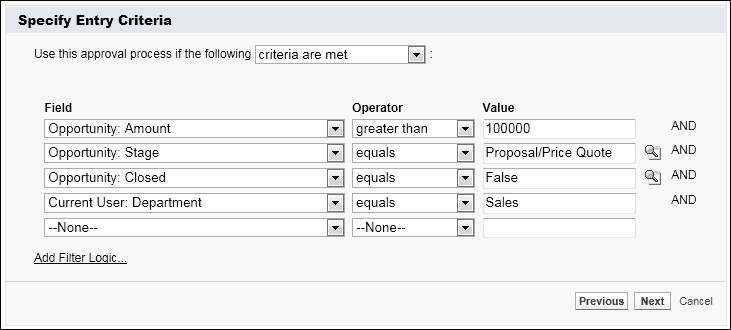 Specify Entry Criteria
Use this approval process if the following criteria are met :
Field Operator Value
Opportunity: Amount greater than 100000 AND
Opportunity: Stage equals Proposal/Price Quote AND
Opportunity: Closed equals False AND
Current User: Department equals Sales AND
--None-- --None--
Add Filter Logic...
Previous Next Cancel